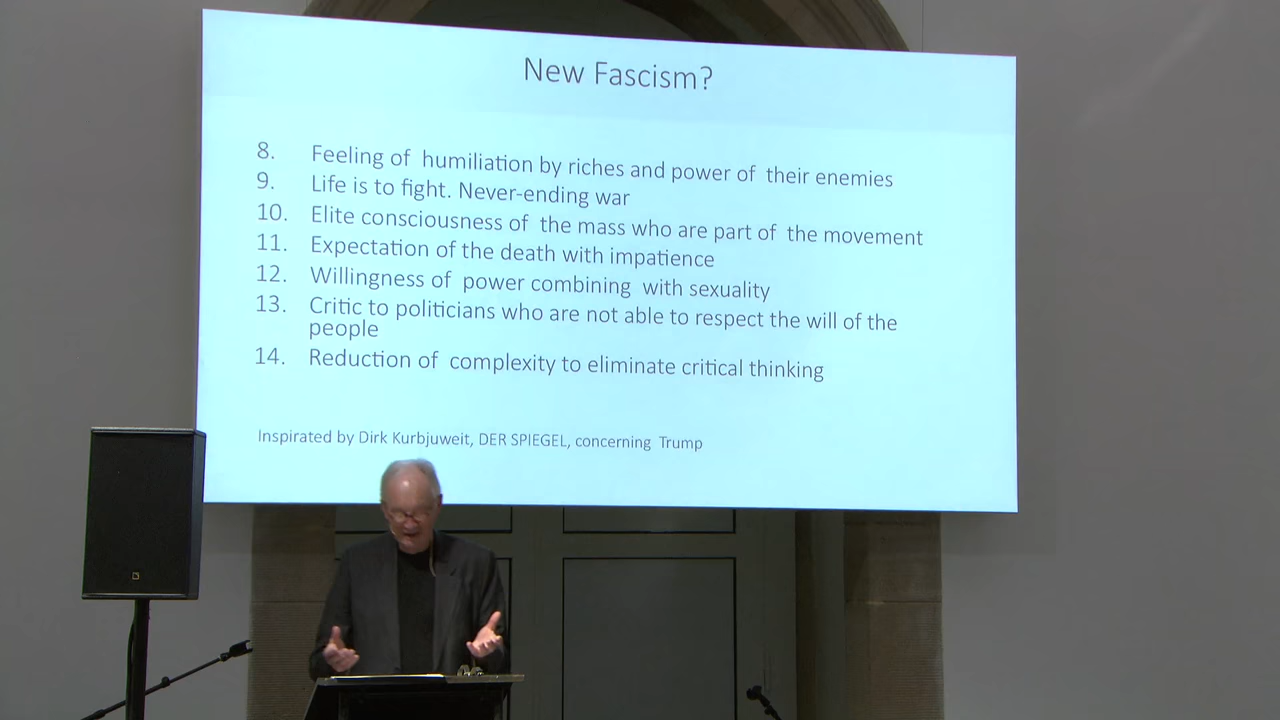 New Fascism?
8. Feeling of humiliation by riches and power of their enemies
9. Life is to fight. Never-ending war
10. Elite consciousness of the mass who are part of the movement
11. Expectation of the death with impatience
12. Willingness of power combining with sexuality
13. Critic to politicians who are not able to respect the will of the
people
14. Reduction of complexity to eliminate critical thinking
Inspirated by Dirk Kurbjuweit, DER SPIEGEL, concerning Trump